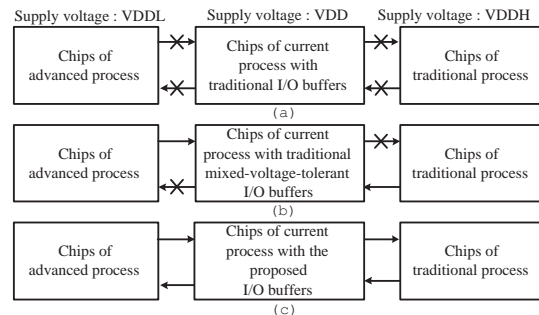 Supply voltage : VDDL Supply voltage : VDD Supply voltage : VDDH
Chips of
advanced process
Chips of current
process with
traditional I/O buffers
Chips of
traditional process
(a)
Chips of
advanced process
Chips of current
process with traditional
mixed-voltage-tolerant
I/O buffers
Chips of
traditional process
(b)
Chips of
advanced process
Chips of current
process with the
proposed
I/O buffers
Chips of
traditional process
(c)